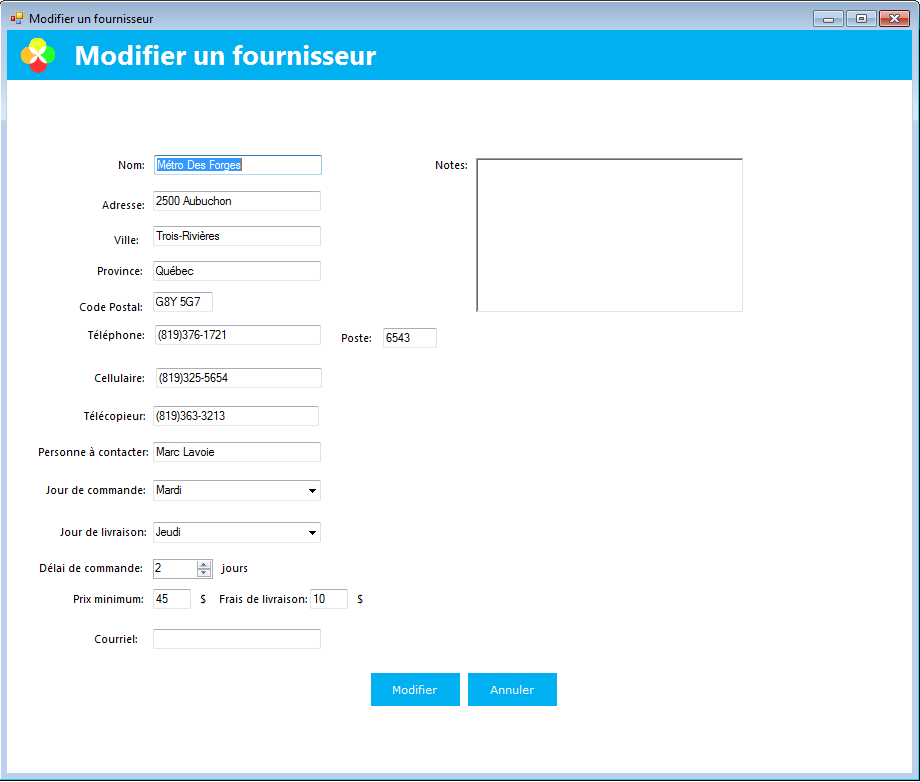 Modifier un fournisseur
Modifier un fournisseur
Nom: Métro Des Forges Notes:
Adresse: 2500 Aubuchon
Ville: Trois-Rivières
Province: Québec
Code Postal: G8Y 5G7
Téléphone: (819)376-1721 Poste: 6543
Cellulaire: (819)325-5654
Télécopieur: (819)363-3213
Personne à contacter: Marc Lavoie
Jour de commande: Mardi
Jour de livraison: Jeudi
Délai de commande: 2 jours
Prix minimum: 45 $ Frais de livraison: 10 $
Courriel:
Modifier Annuler